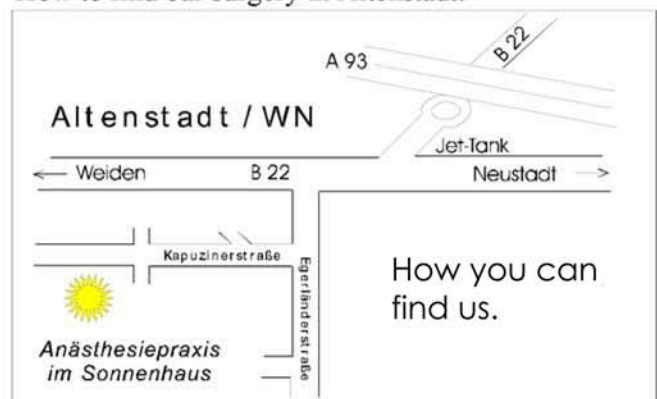 How to find our surgery in Altenstadt:
A 93
B 22
Altenstadt / WN
Jet-Tank
← Weiden
B 22
Neustadt →
Kapuzinerstraße
Egerländerstraße
How you can
find us.
Anästhesiepraxis
im Sonnenhaus